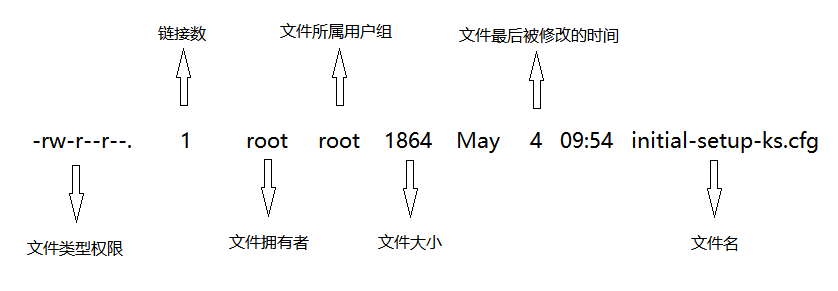 链接数 文件所属用户组 文件最后被修改的时间
-rw-r--r--. 1 root root 1864 May 4 09:54 initial-setup-ks.cfg
文件类型权限 文件拥有者 文件大小 文件名